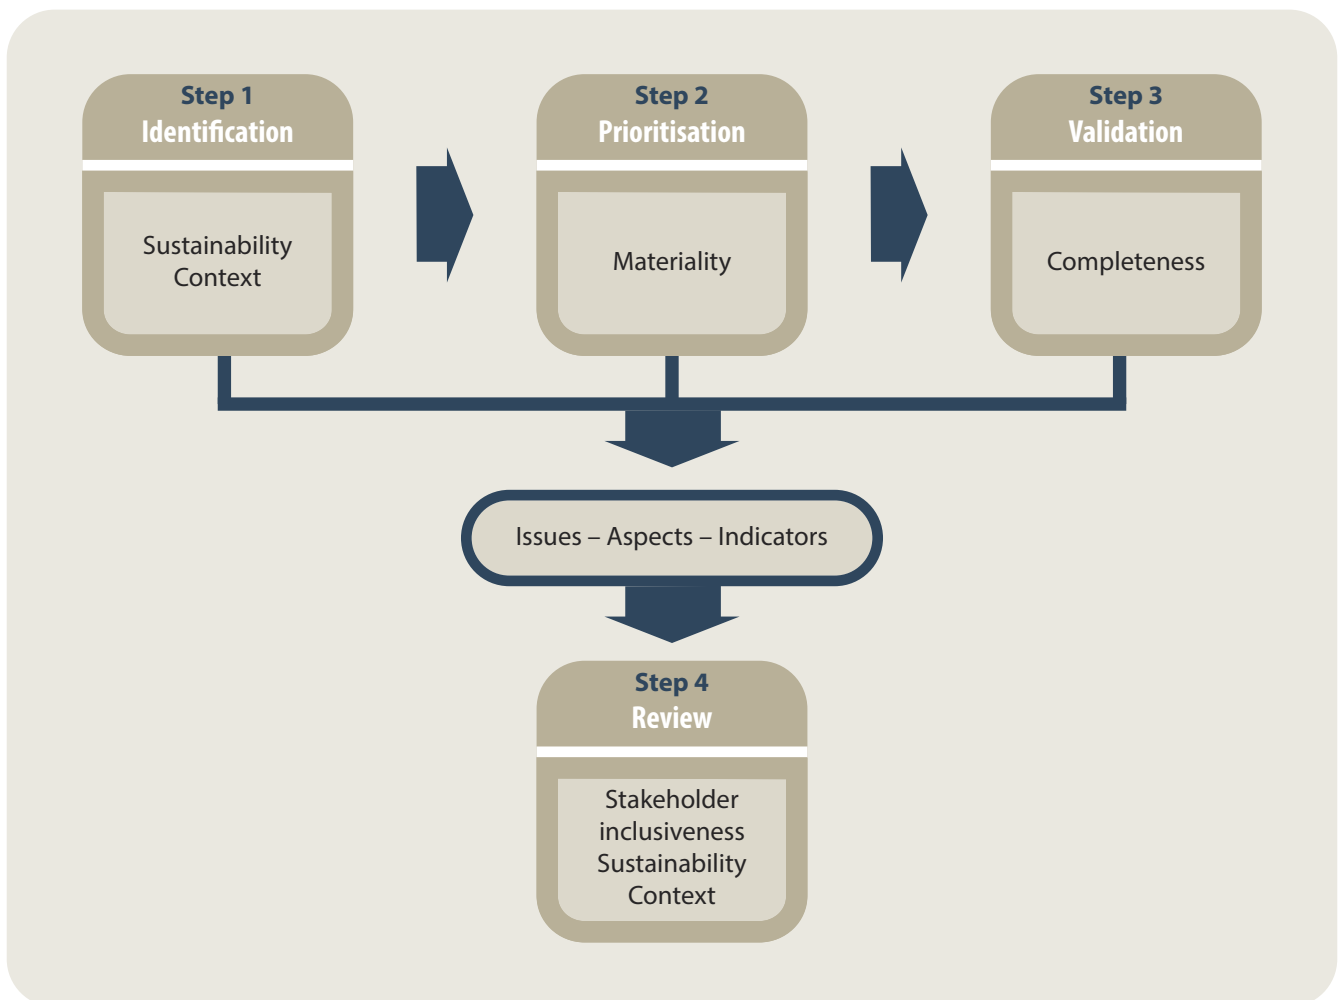 Step 1
Identification
Sustainability
Context
Step 2
Prioritisation
Materiality
Step 3
Validation
Completeness
Issues – Aspects – Indicators
Step 4
Review
Stakeholder
inclusiveness
Sustainability
Context